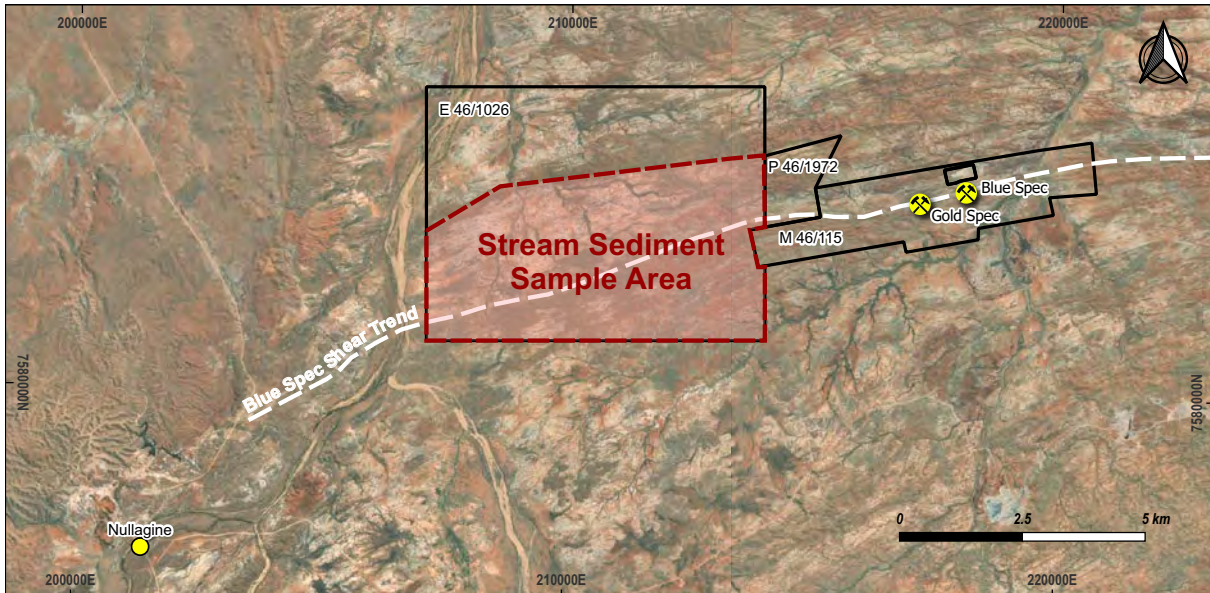 200000E
210000E
220000E
E 46/1026
P 46/1972
Blue Spec
Gold Spec
M 46/115
Stream Sediment
Sample Area
Blue Spec Shear Trend
7580000N
7580000N
Nullagine
0
2.5
5 km
200000E
210000E
220000E